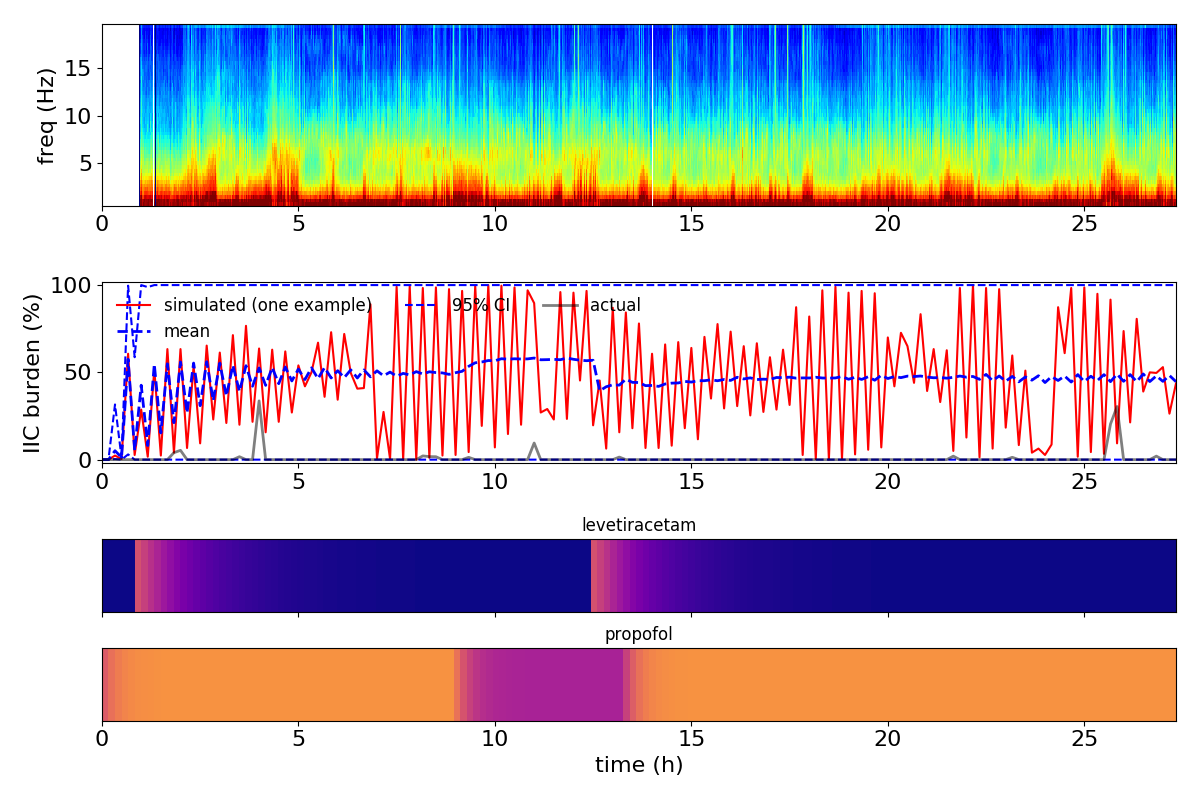 freq (Hz)
15
10
5
0 5 10 15 20 25
IIC burden (%)
100
50
0
simulated (one example) 95% CI actual
mean
0 5 10 15 20 25
levetiracetam
propofol
0 5 10 15 20 25
time (h)